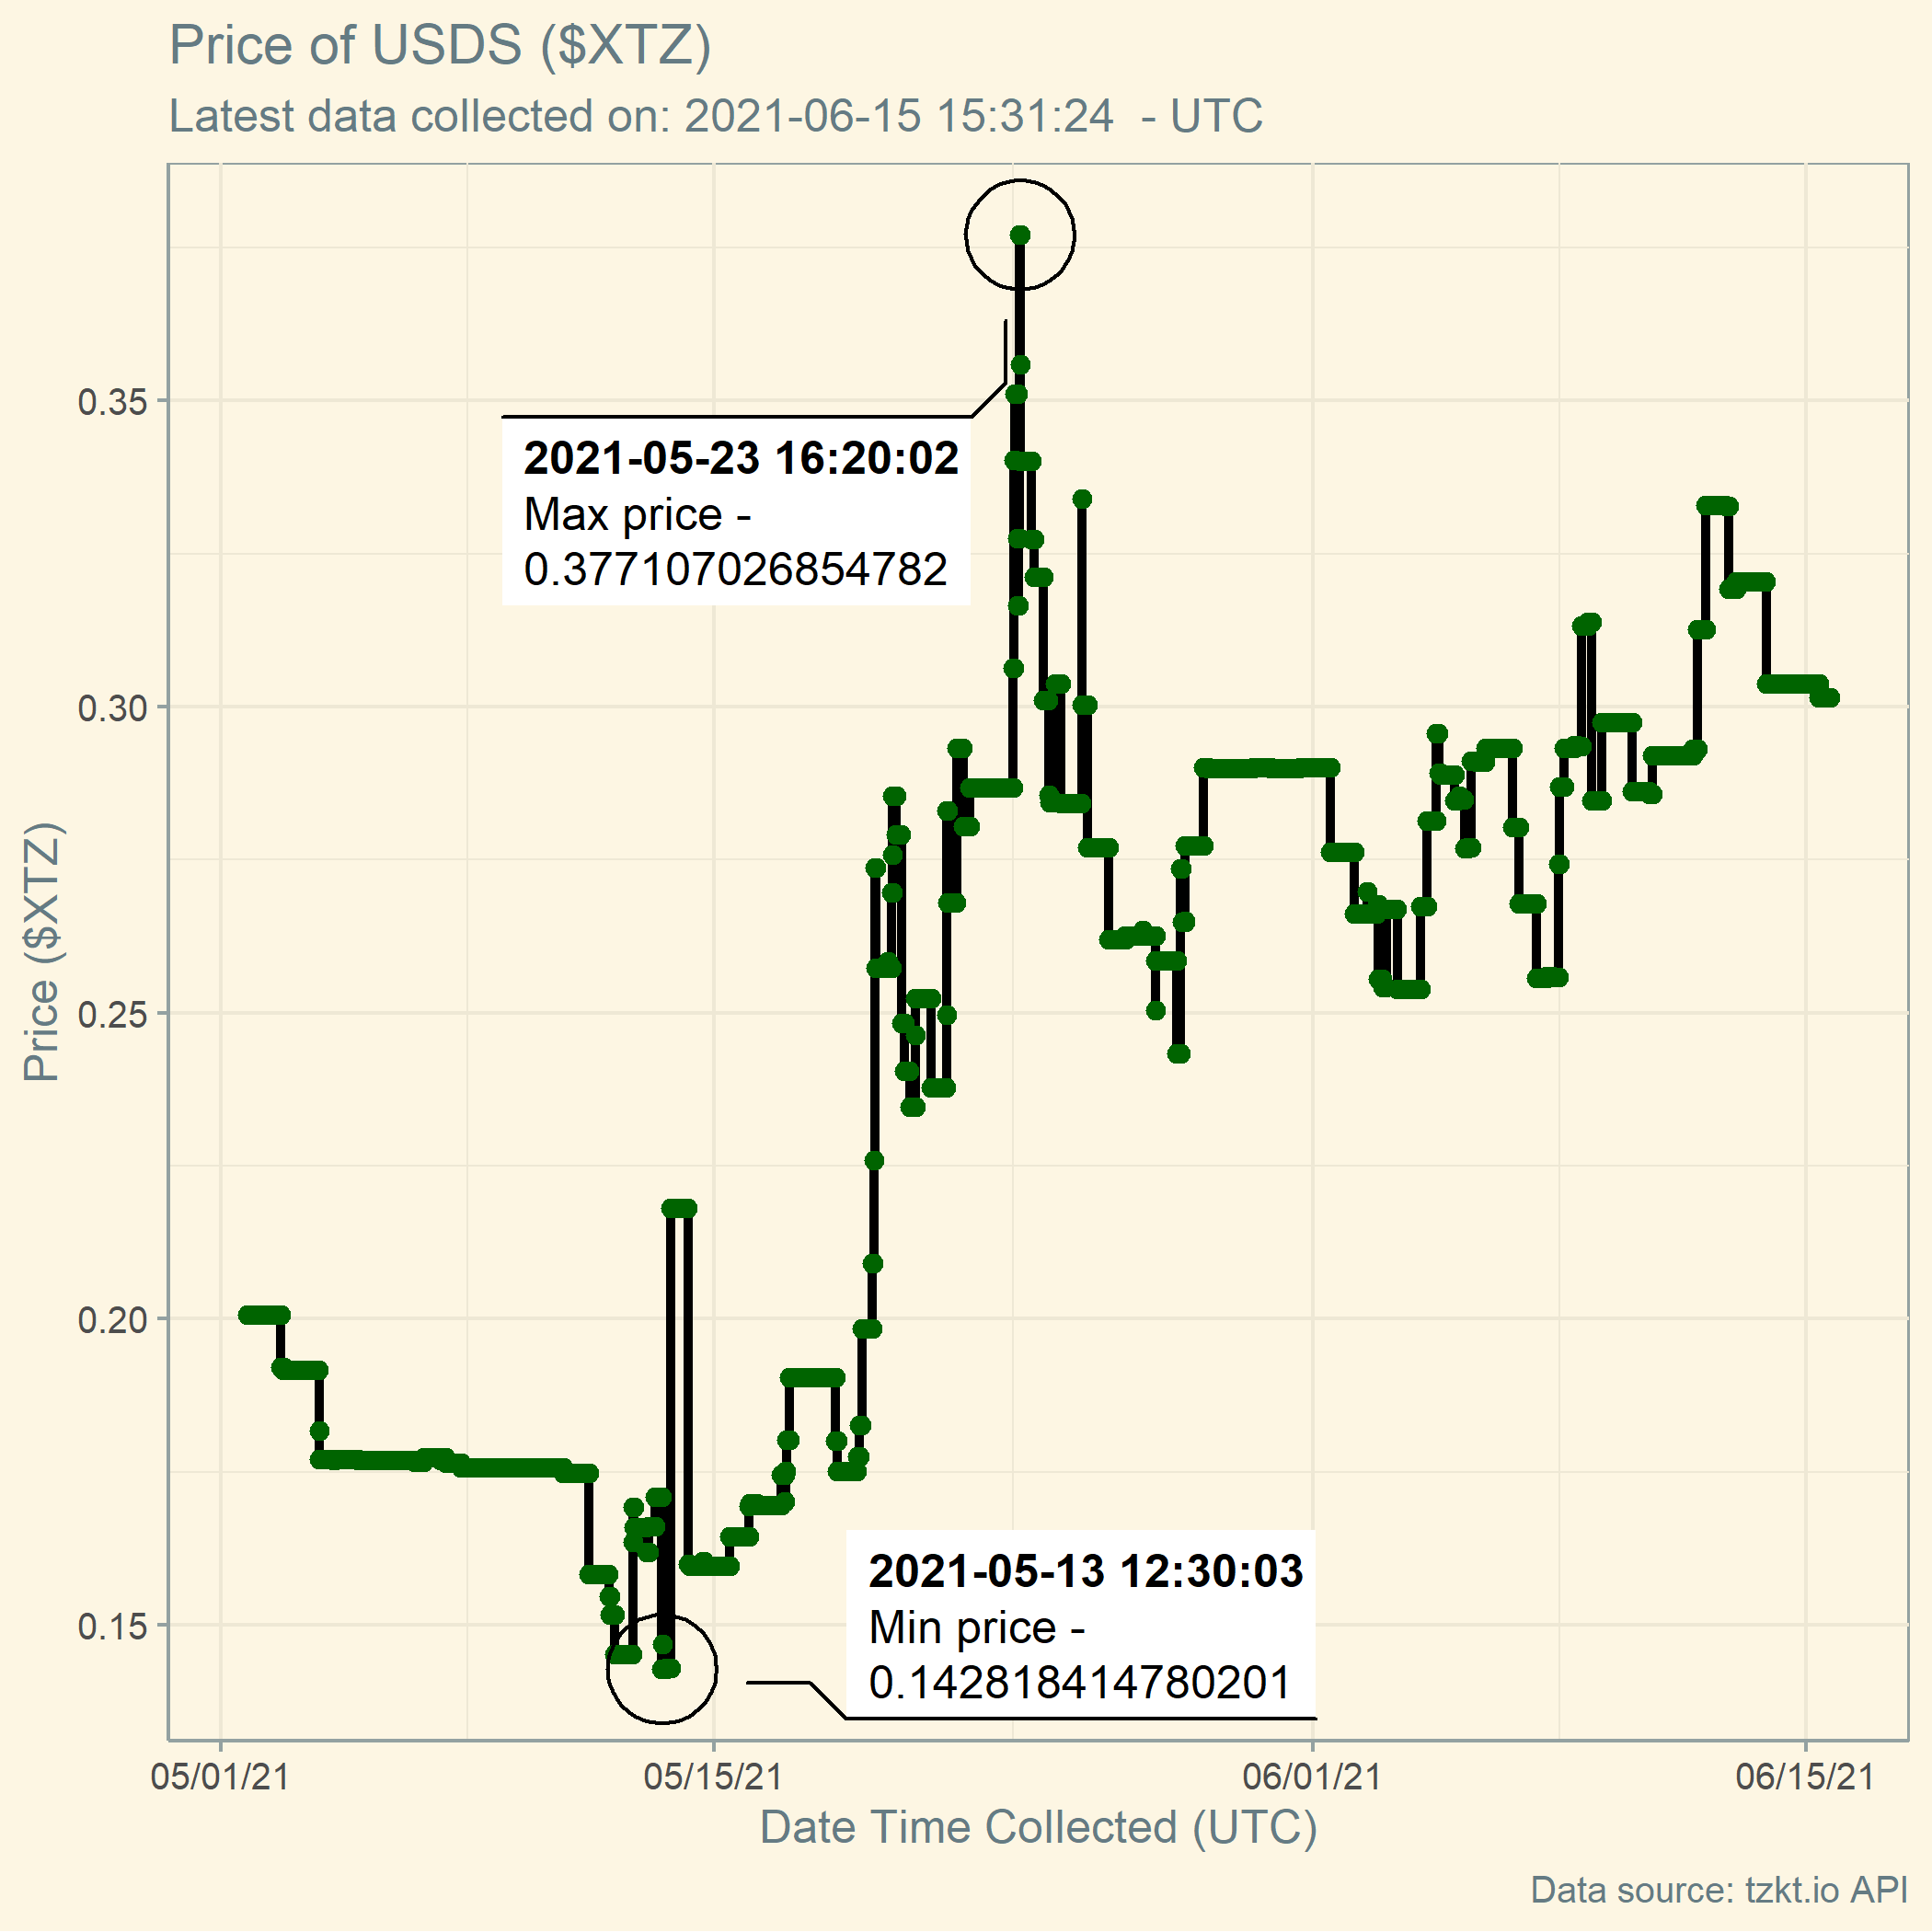 Price of USDS ($XTZ)
Latest data collected on: 2021-06-15 15:31:24  - UTC
2021-05-23 16:20:02
Max price -
0.377107026854782
2021-05-13 12:30:03
Min price -
0.142818414780201
Price ($XTZ)
0.35
0.30
0.25
0.20
0.15
05/01/21
05/15/21
06/01/21
06/15/21
Date Time Collected (UTC)
Data source: tzkt.io API